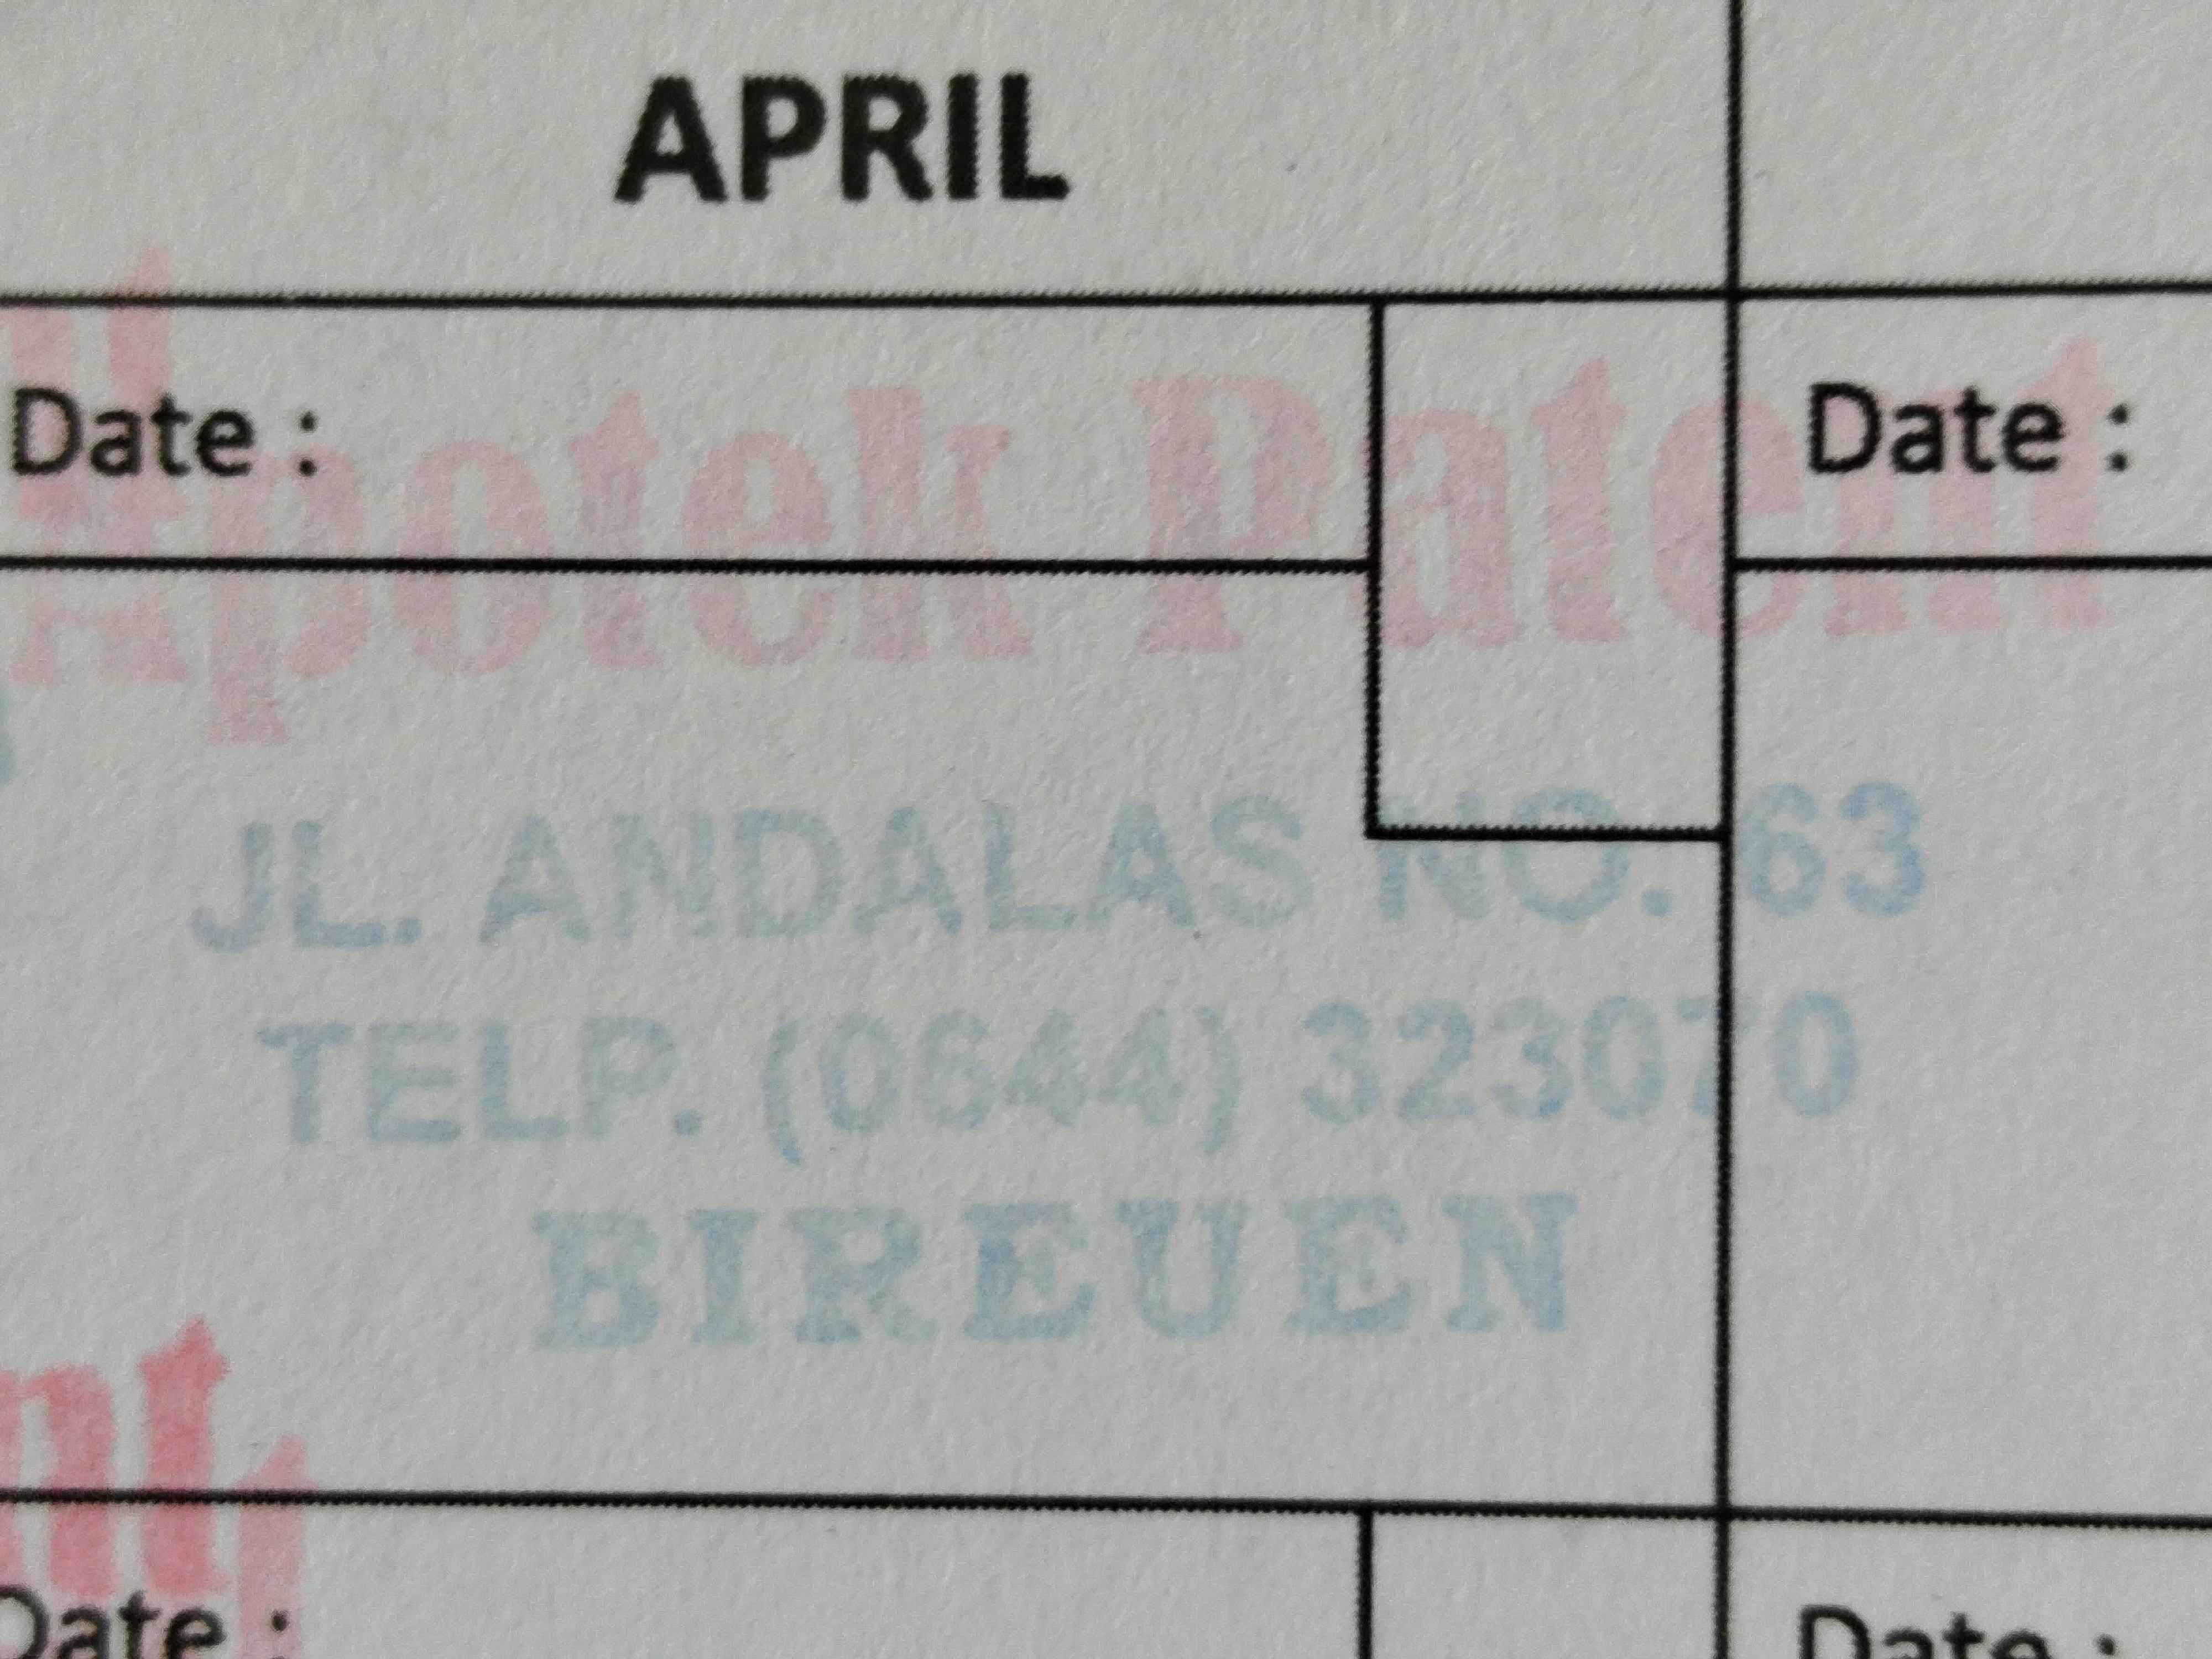 APRIL
Date :
Date :
Apotek Patent
JL. ANDALAS NO. 63
TELP. (0644) 323070
BIREUEN
Date :
Date :